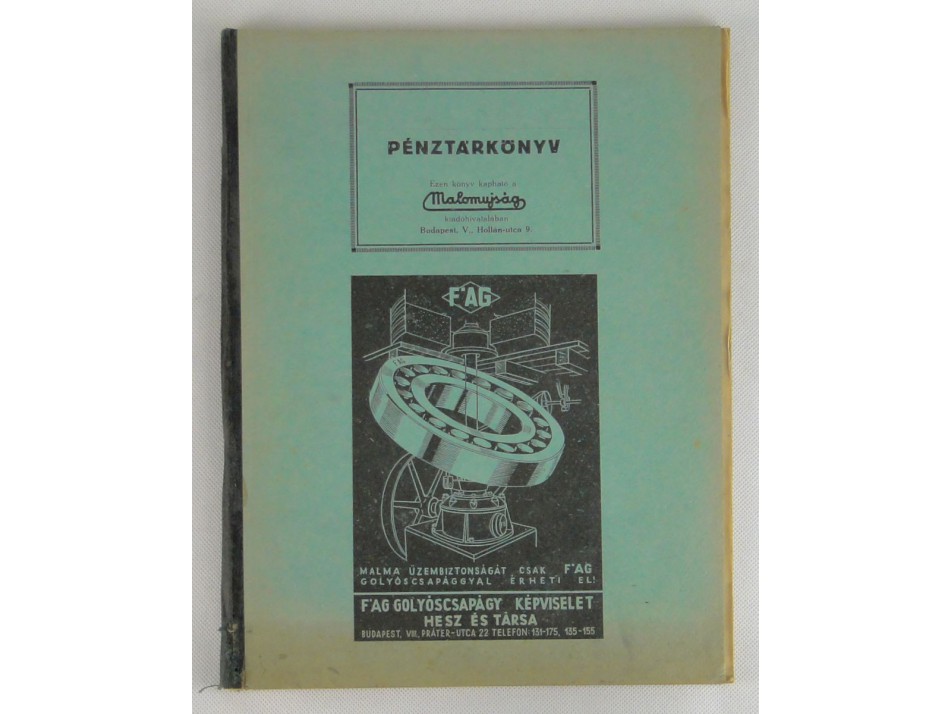 PÉNZTÁRKÖNYV
Ezen könyv kapható a
Malomujság
kiadóhivatalában
Budapest, V., Hollán-utca 9.
FAG
FAG
MALMA ÜZEMBIZTONSÁGÁT CSAK FAG
GOLYÓSCSAPÁGGYAL ÉRHETI EL!
FAG GOLYÓSCSAPÁGY KÉPVISELET
HESZ ÉS TÁRSA
BUDAPEST, VIII, PRÁTER-UTCA 22 TELEFON: 131-175, 135-155